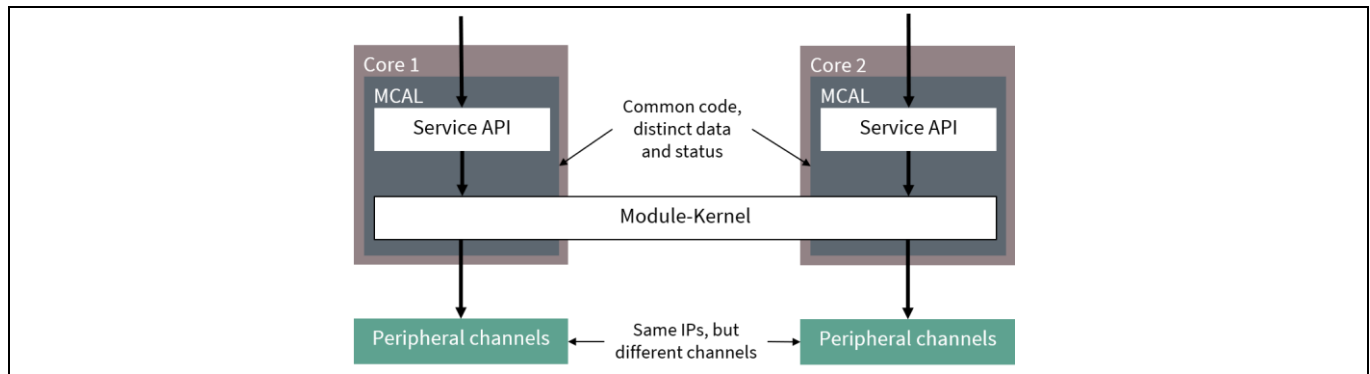 Core 1
MCAL
Service API
Common code,
distinct data
and status
Core 2
MCAL
Service API
Module-Kernel
Peripheral channels
Same IPs, but
different channels
Peripheral channels